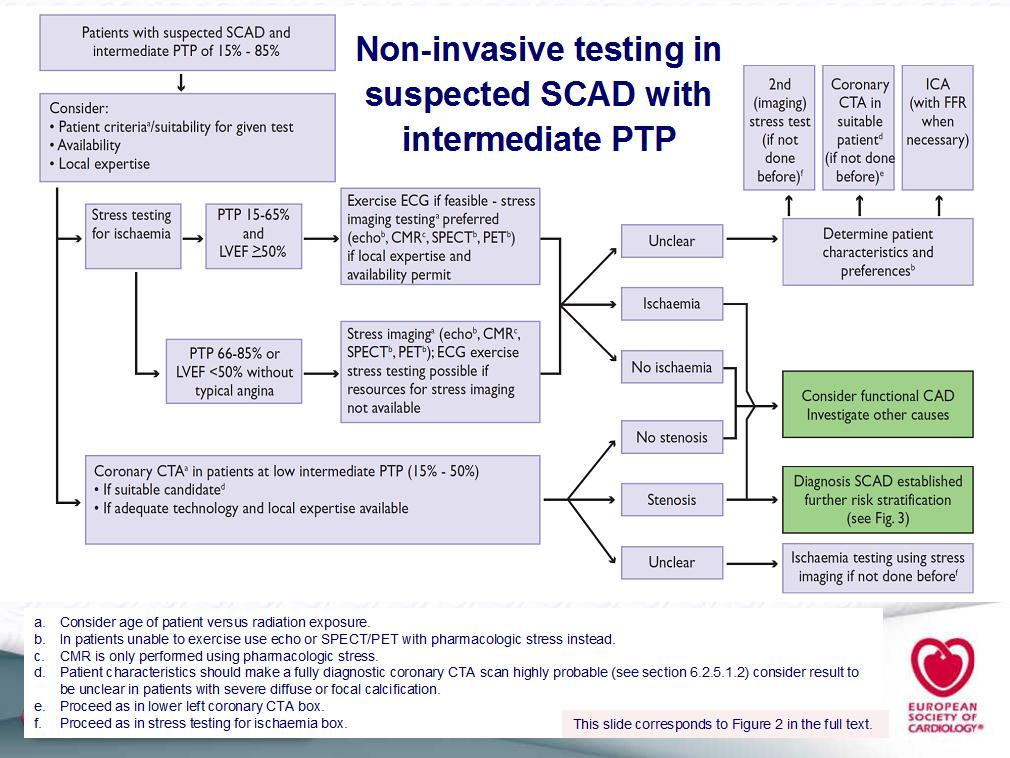 Patients with suspected SCAD and
intermediate PTP of 15% - 85%
Non-invasive testing in
suspected SCAD with
intermediate PTP
Consider:
• Patient criteriaᵃ/suitability for given test
• Availability
• Local expertise
2nd
(imaging)
stress test
(if not
done
before)ᶠ
Coronary
CTA in
suitable
patientᵈ
(if not done
before)ᵉ
ICA
(with FFR
when
necessary)
Stress testing
for ischaemia
PTP 15-65%
and
LVEF ≥50%
Exercise ECG if feasible - stress
imaging testingᵃ preferred
(echoᵇ, CMRᶜ, SPECTᵇ, PETᵇ)
if local expertise and
availability permit
Unclear
Determine patient
characteristics and
preferencesᵇ
Ischaemia
PTP 66-85% or
LVEF <50% without
typical angina
Stress imagingᵃ (echoᵇ, CMRᶜ,
SPECTᵇ, PETᵇ); ECG exercise
stress testing possible if
resources for stress imaging
not available
No ischaemia
Consider functional CAD
Investigate other causes
No stenosis
Coronary CTAᵃ in patients at low intermediate PTP (15% - 50%)
• If suitable candidateᵈ
• If adequate technology and local expertise available
Stenosis
Diagnosis SCAD established
further risk stratification
(see Fig. 3)
Unclear
Ischaemia testing using stress
imaging if not done beforeᶠ
a. Consider age of patient versus radiation exposure.
b. In patients unable to exercise use echo or SPECT/PET with pharmacologic stress instead.
c. CMR is only performed using pharmacologic stress.
d. Patient characteristics should make a fully diagnostic coronary CTA scan highly probable (see section 6.2.5.1.2) consider result to
be unclear in patients with severe diffuse or focal calcification.
e. Proceed as in lower left coronary CTA box.
f. Proceed as in stress testing for ischaemia box.
This slide corresponds to Figure 2 in the full text.
EUROPEAN
SOCIETY OF
CARDIOLOGY®